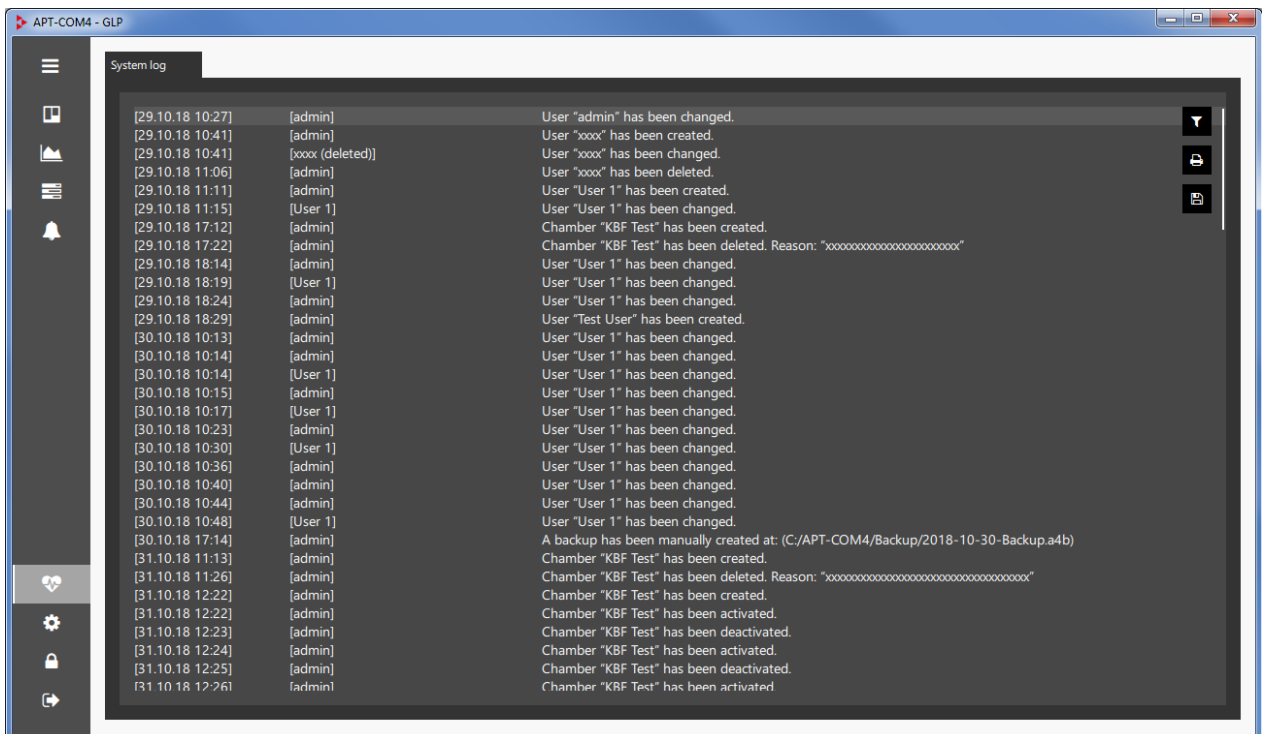 APT-COM4 - GLP
System log
[29.10.18 10:27] [admin] User "admin" has been changed.
[29.10.18 10:41] [admin] User "xxxx" has been created.
[29.10.18 10:41] [xxxx (deleted)] User "xxxx" has been changed.
[29.10.18 11:06] [admin] User "xxxx" has been deleted.
[29.10.18 11:11] [admin] User "User 1" has been created.
[29.10.18 11:15] [User 1] User "User 1" has been changed.
[29.10.18 17:12] [admin] Chamber "KBF Test" has been created.
[29.10.18 17:22] [admin] Chamber "KBF Test" has been deleted. Reason: "xxxxxxxxxxxxxxxxxxxxxxx"
[29.10.18 18:14] [admin] User "User 1" has been changed.
[29.10.18 18:19] [User 1] User "User 1" has been changed.
[29.10.18 18:24] [admin] User "User 1" has been changed.
[29.10.18 18:29] [admin] User "Test User" has been created.
[30.10.18 10:13] [admin] User "User 1" has been changed.
[30.10.18 10:14] [admin] User "User 1" has been changed.
[30.10.18 10:14] [User 1] User "User 1" has been changed.
[30.10.18 10:15] [admin] User "User 1" has been changed.
[30.10.18 10:17] [User 1] User "User 1" has been changed.
[30.10.18 10:23] [admin] User "User 1" has been changed.
[30.10.18 10:30] [User 1] User "User 1" has been changed.
[30.10.18 10:36] [admin] User "User 1" has been changed.
[30.10.18 10:40] [admin] User "User 1" has been changed.
[30.10.18 10:44] [admin] User "User 1" has been changed.
[30.10.18 10:48] [User 1] User "User 1" has been changed.
[30.10.18 17:14] [admin] A backup has been manually created at: (C:/APT-COM4/Backup/2018-10-30-Backup.a4b)
[31.10.18 11:13] [admin] Chamber "KBF Test" has been created.
[31.10.18 11:26] [admin] Chamber "KBF Test" has been deleted. Reason: "xxxxxxxxxxxxxxxxxxxxxxxxxxxxxxxxxxx"
[31.10.18 12:22] [admin] Chamber "KBF Test" has been created.
[31.10.18 12:22] [admin] Chamber "KBF Test" has been activated.
[31.10.18 12:23] [admin] Chamber "KBF Test" has been deactivated.
[31.10.18 12:24] [admin] Chamber "KBF Test" has been activated.
[31.10.18 12:25] [admin] Chamber "KBF Test" has been deactivated.
[31.10.18 12:26] [admin] Chamber "KBF Test" has been activated.